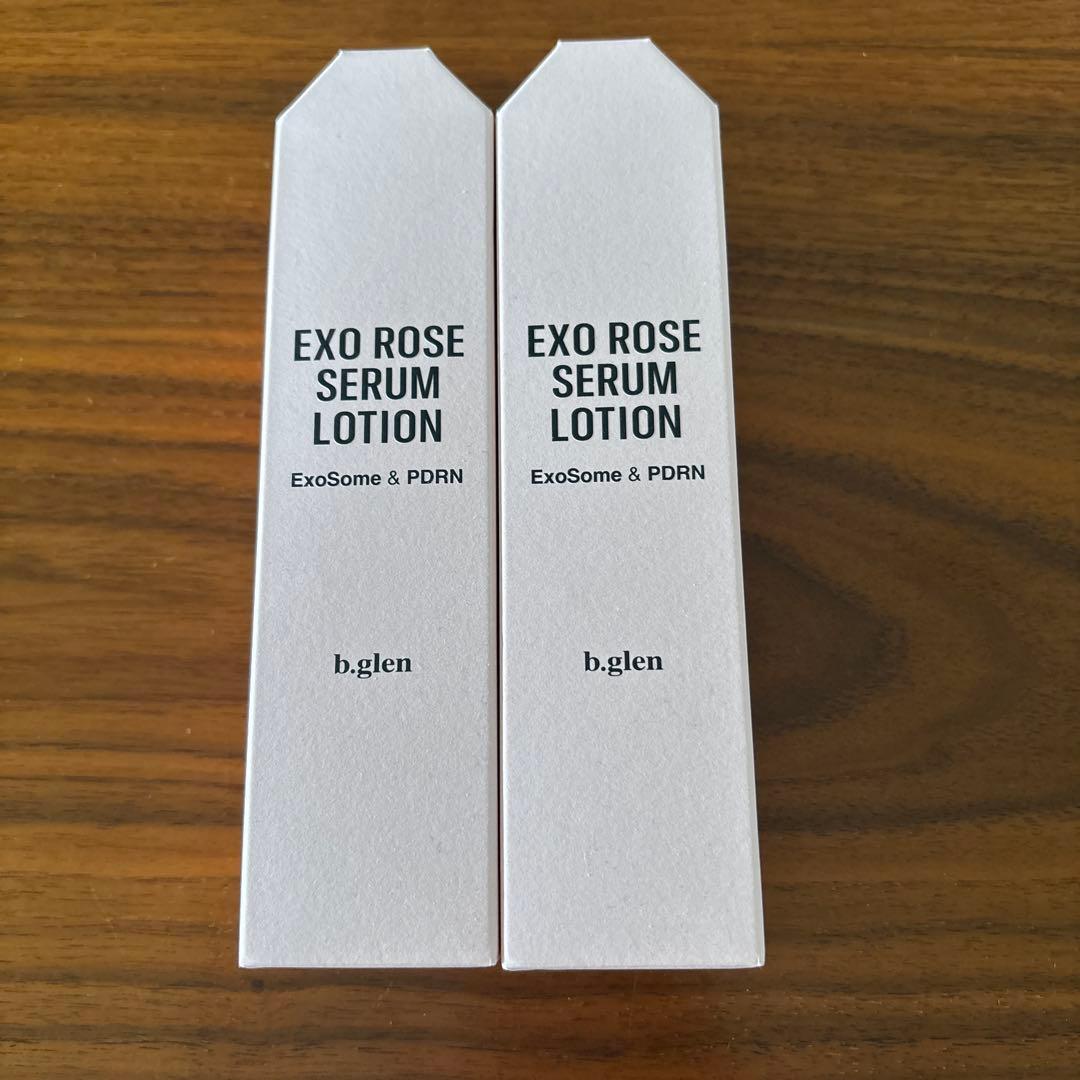 EXO ROSE
SERUM
LOTION
ExoSome & PDRN
b.glen
EXO ROSE
SERUM
LOTION
ExoSome & PDRN
b.glen